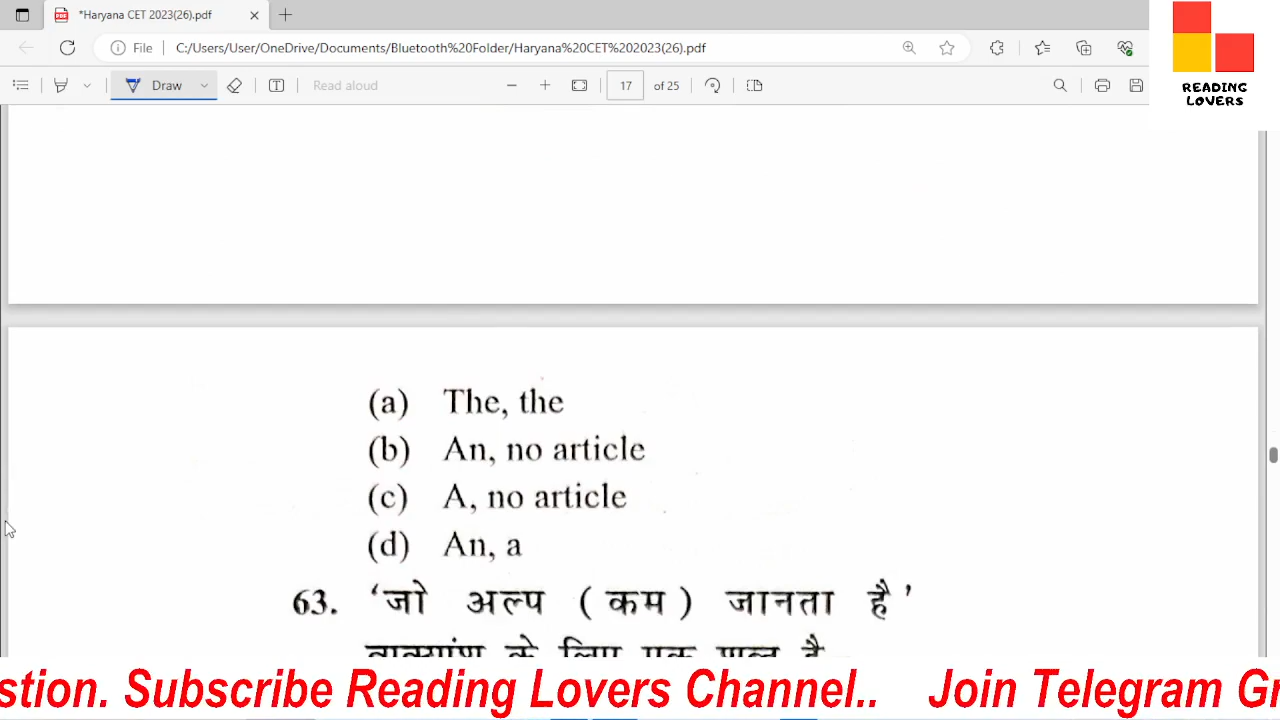 *Haryana CET 2023(26).pdf
File C:/Users/User/OneDrive/Documents/Bluetooth%20Folder/Haryana%20CET%202023(26).pdf
Draw Read aloud 17 of 25
READING
LOVERS
(a) The, the
(b) An, no article
(c) A, no article
(d) An, a
63. ‘जो अल्प ( कम ) जानता है’
वाक्यांश के लिए एक शब्द है
stion. Subscribe Reading Lovers Channel.. Join Telegram Gr